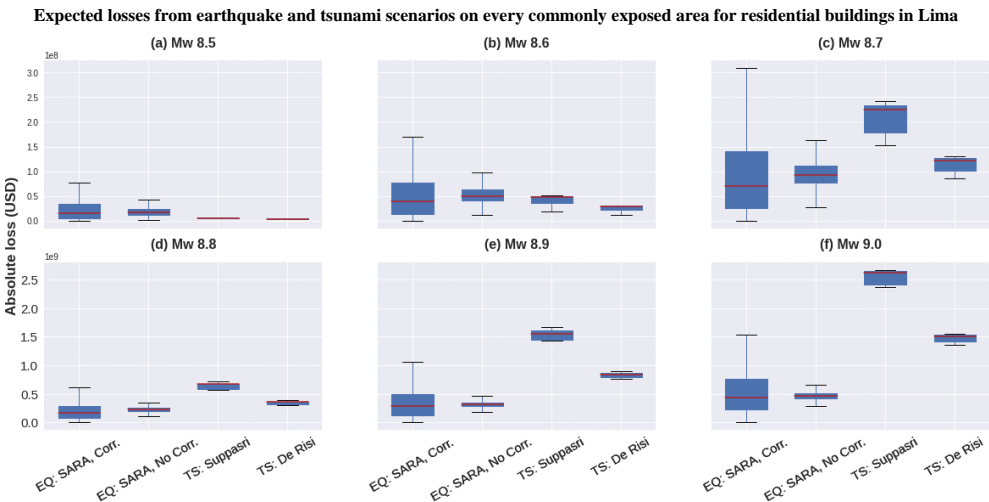 Expected losses from earthquake and tsunami scenarios on every commonly exposed area for residential buildings in Lima
(a) Mw 8.5
(b) Mw 8.6
(c) Mw 8.7
1e8
3.0
2.5
2.0
1.5
1.0
0.5
0.0
Absolute loss (USD)
(d) Mw 8.8
(e) Mw 8.9
(f) Mw 9.0
1e9
2.5
2.0
1.5
1.0
0.5
0.0
EQ: SARA, Corr.
EQ: SARA, No Corr.
TS: Suppasri
TS: De Risi
EQ: SARA, Corr.
EQ: SARA, No Corr.
TS: Suppasri
TS: De Risi
EQ: SARA, Corr.
EQ: SARA, No Corr.
TS: Suppasri
TS: De Risi